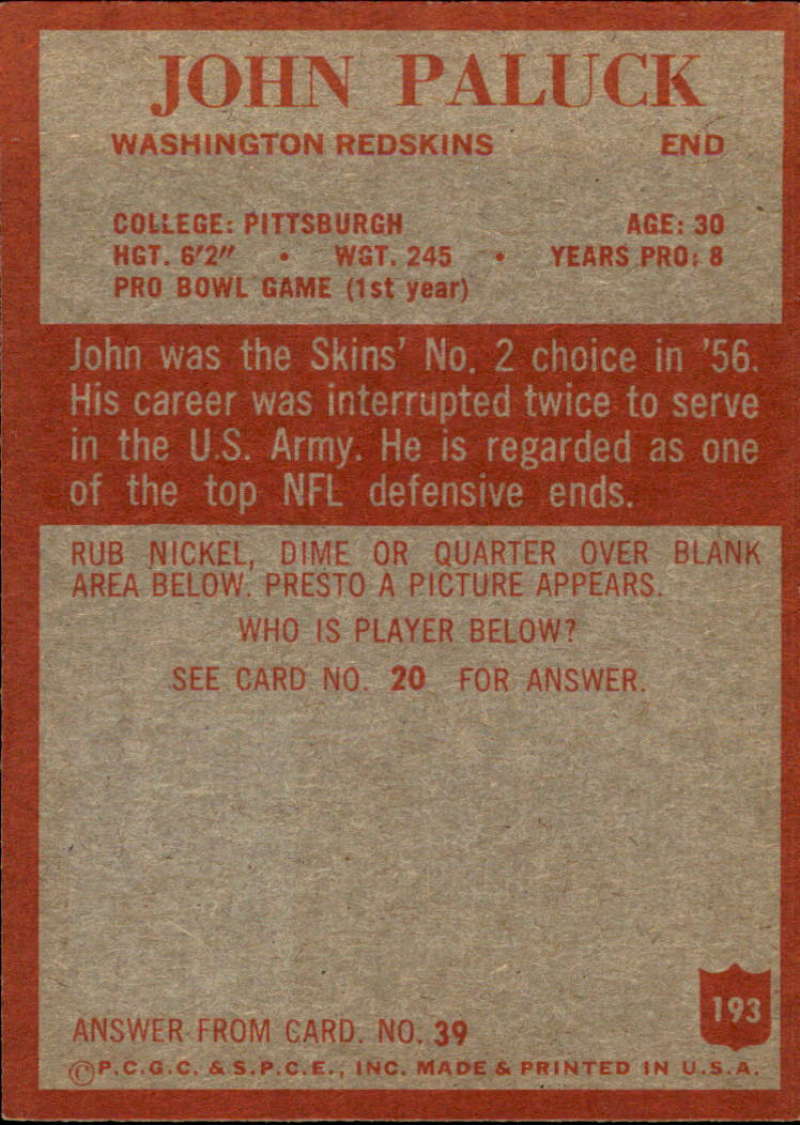 JOHN PALUCK
WASHINGTON REDSKINS END
COLLEGE: PITTSBURGH AGE: 30
HGT. 6'2" • WGT. 245 • YEARS PRO: 8
PRO BOWL GAME (1st year)
John was the Skins' No. 2 choice in '56.
His career was interrupted twice to serve
in the U.S. Army. He is regarded as one
of the top NFL defensive ends.
RUB NICKEL, DIME OR QUARTER OVER BLANK
AREA BELOW. PRESTO A PICTURE APPEARS.
WHO IS PLAYER BELOW?
SEE CARD NO. 20 FOR ANSWER.
193
ANSWER FROM CARD. NO. 39
©P.C.G.C. & S.P.C.E., INC. MADE & PRINTED IN U.S.A.